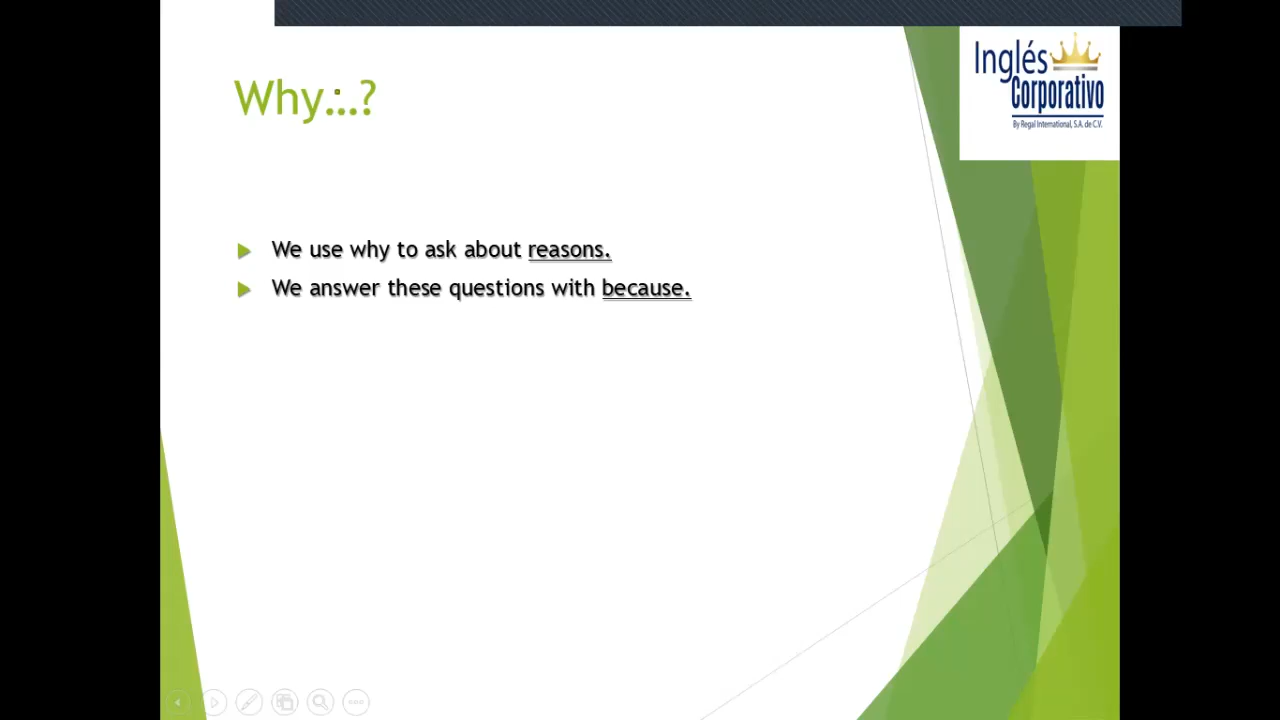 Inglés
Corporativo
By Regal International, S.A. de C.V.
Why...?
We use why to ask about reasons.
We answer these questions with because.